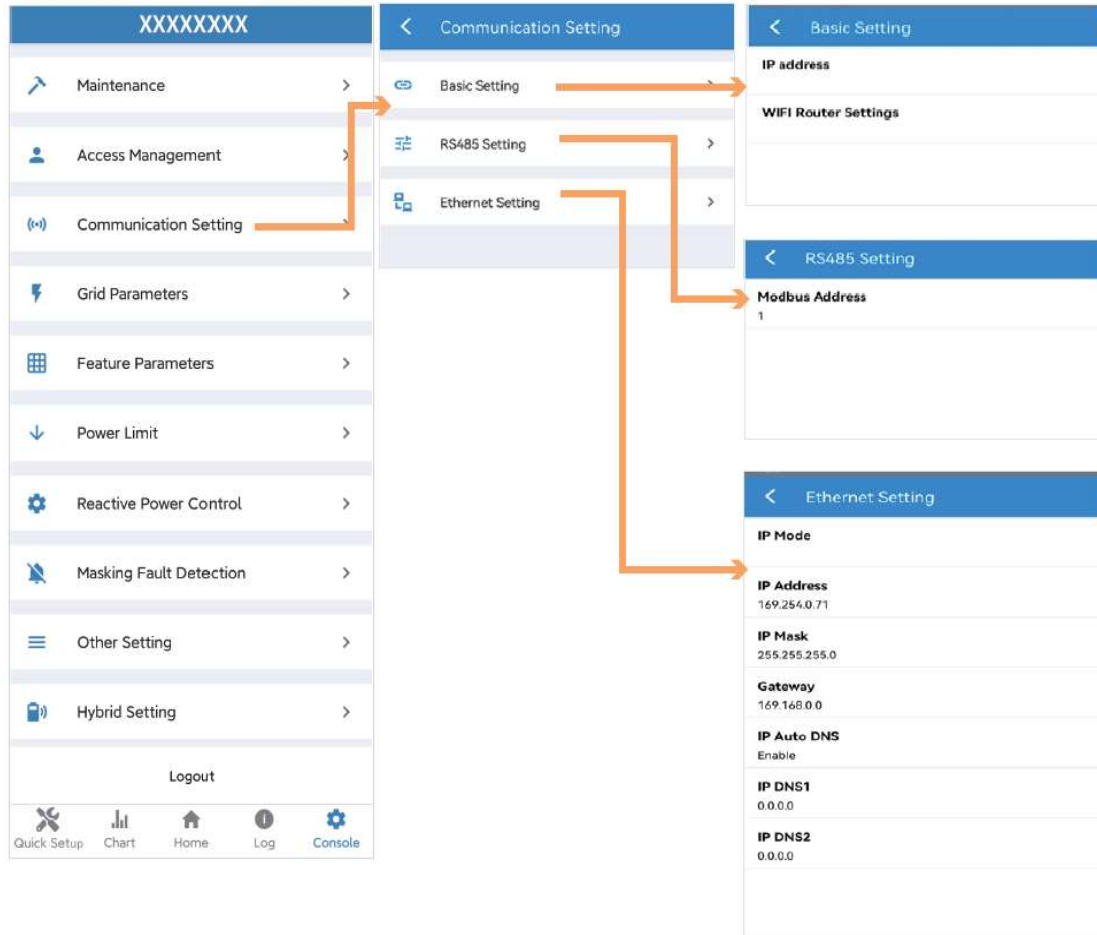 XXXXXXXX
Maintenance
Access Management
Communication Setting
Grid Parameters
Feature Parameters
Power Limit
Reactive Power Control
Masking Fault Detection
Other Setting
Hybrid Setting
Logout
Quick Setup
Chart
Home
Log
Console
Communication Setting
Basic Setting
RS485 Setting
Ethernet Setting
Basic Setting
IP address
WIFI Router Settings
RS485 Setting
Modbus Address
1
Ethernet Setting
IP Mode
IP Address
169.254.0.71
IP Mask
255.255.255.0
Gateway
169.168.0.0
IP Auto DNS
Enable
IP DNS1
0.0.0.0
IP DNS2
0.0.0.0